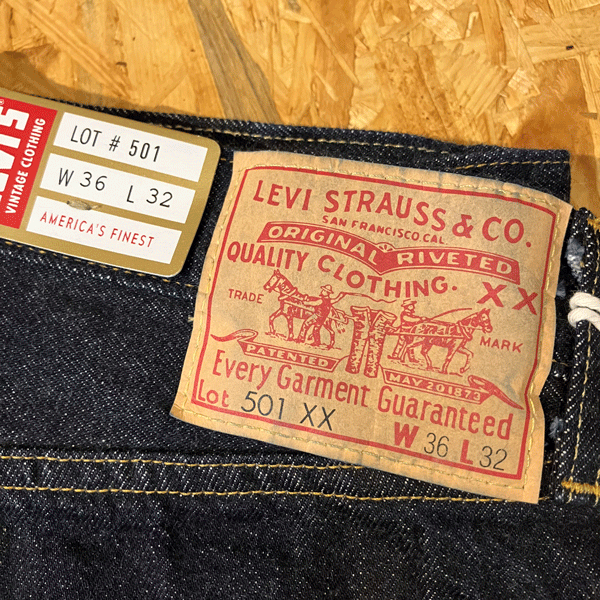 VINTAGE CLOTHING
LOT # 501
W 36 L 32
AMERICA'S FINEST
LEVI STRAUSS & CO.
SAN FRANCISCO.CAL
ORIGINAL RIVETED
QUALITY CLOTHING. XX
TRADE MARK
PATENTED MAY 20 1873
Every Garment Guaranteed
Lot 501 XX
W 36 L 32